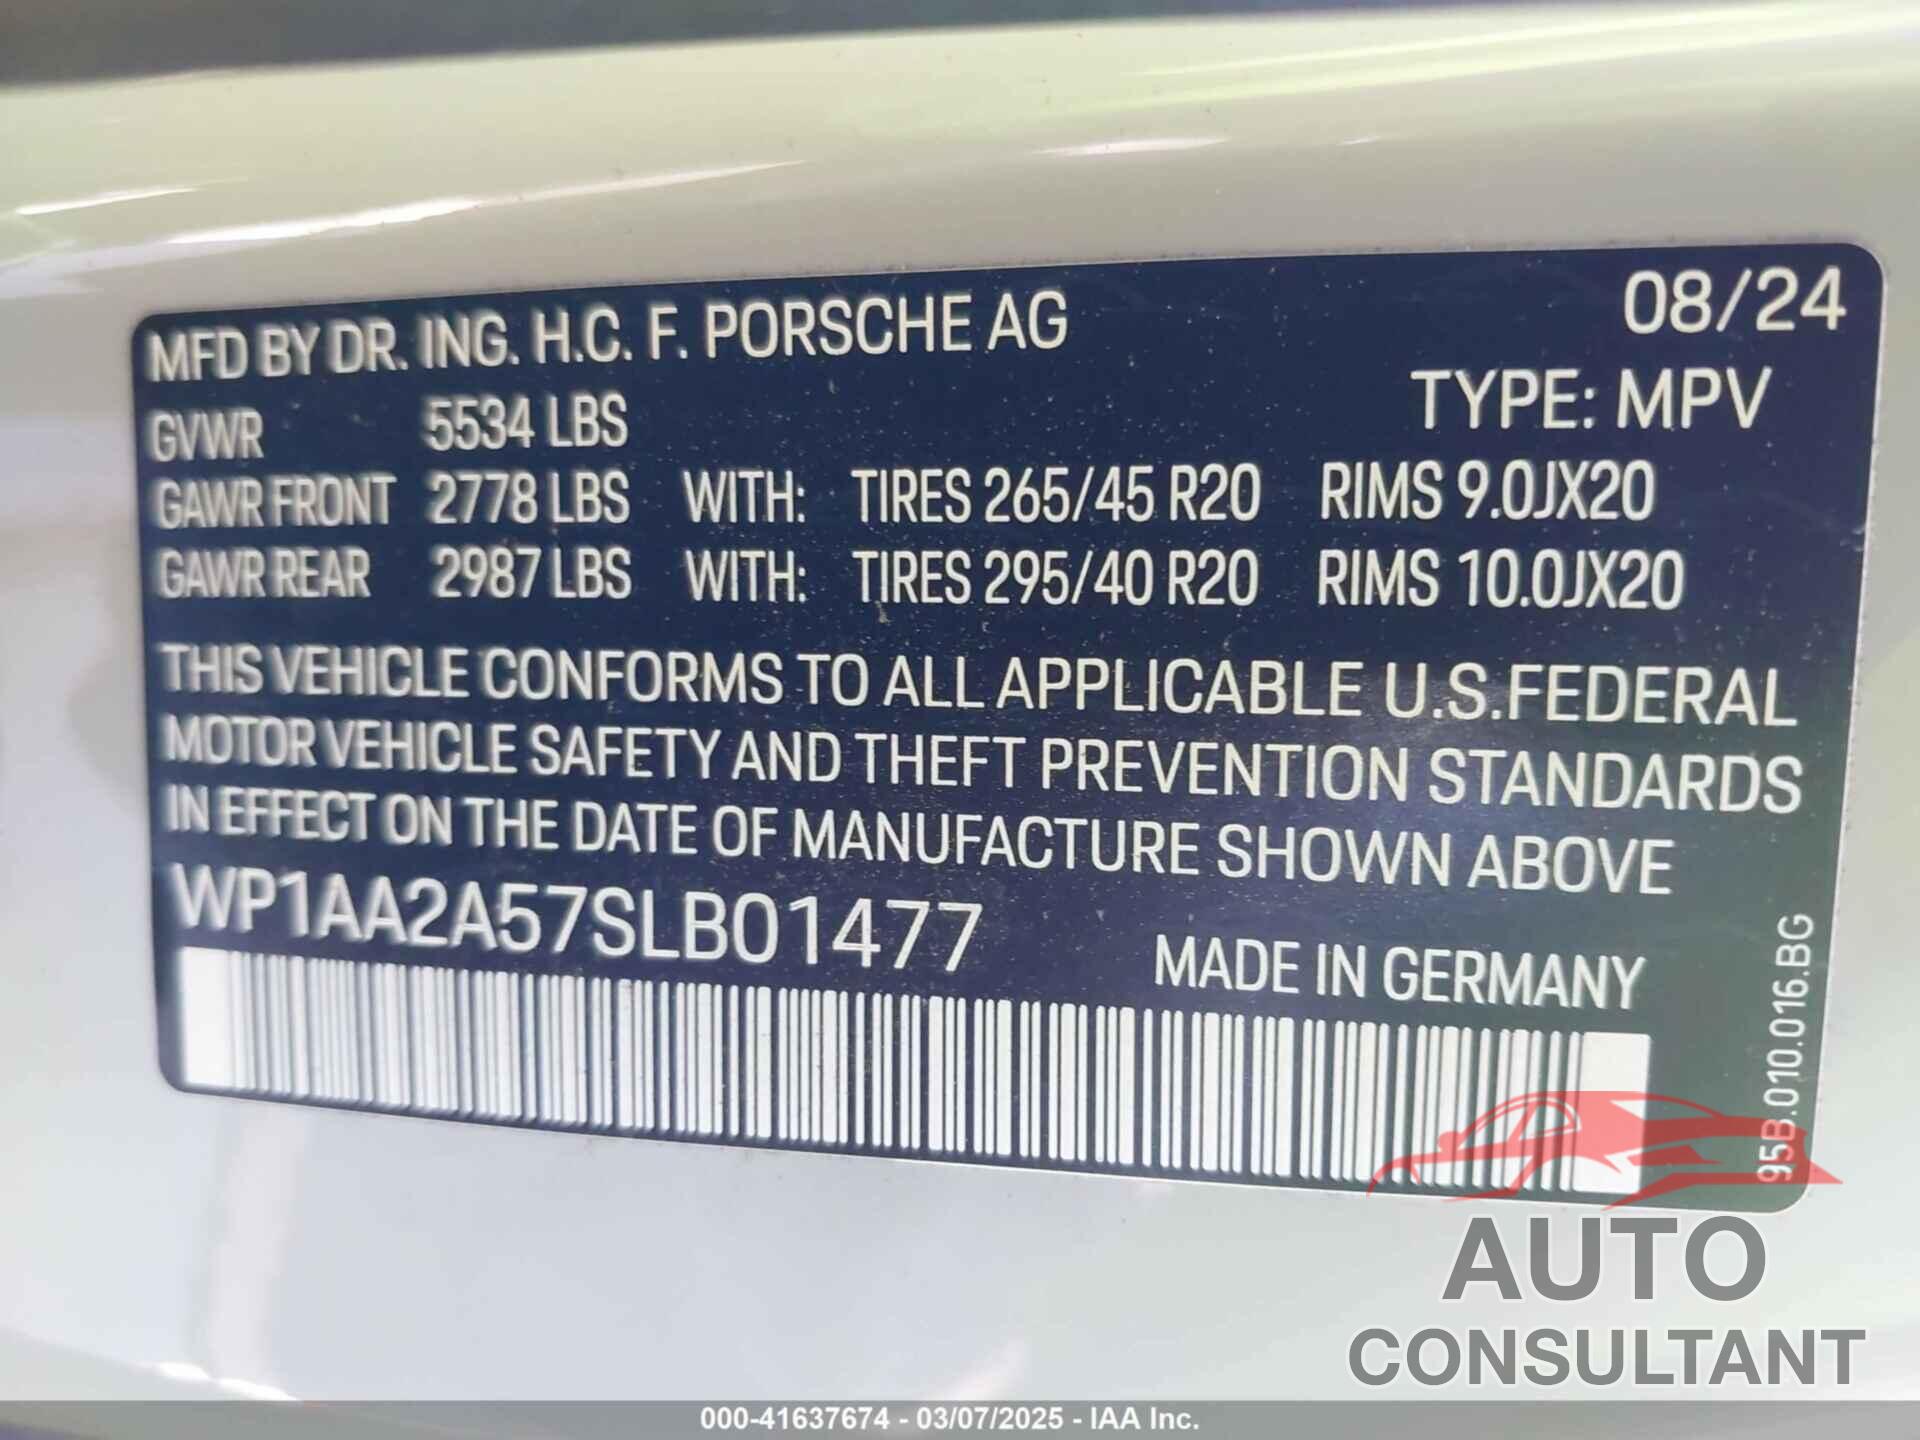 MFD BY DR. ING. H.C. F. PORSCHE AG 08/24
GVWR 5534 LBS TYPE: MPV
GAWR FRONT 2778 LBS WITH: TIRES 265/45 R20 RIMS 9.0JX20
GAWR REAR 2987 LBS WITH: TIRES 295/40 R20 RIMS 10.0JX20
THIS VEHICLE CONFORMS TO ALL APPLICABLE U.S.FEDERAL
MOTOR VEHICLE SAFETY AND THEFT PREVENTION STANDARDS
IN EFFECT ON THE DATE OF MANUFACTURE SHOWN ABOVE
WP1AA2A57SLB01477
MADE IN GERMANY
95B.010.016.BG
AUTO
CONSULTANT
000-41637674 - 03/07/2025 - IAA Inc.